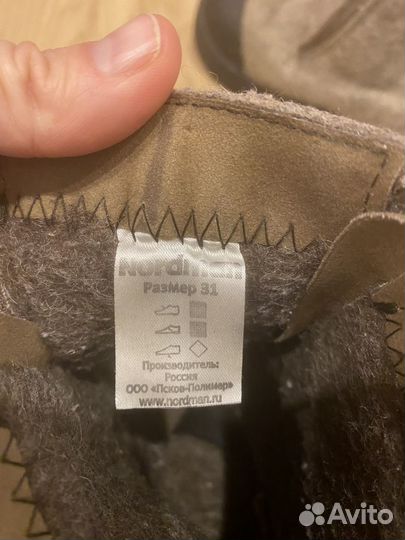 Nordman
Размер 31
Производитель:
Россия
ООО «Псков-Полимер»
www.nordman.ru
Avito